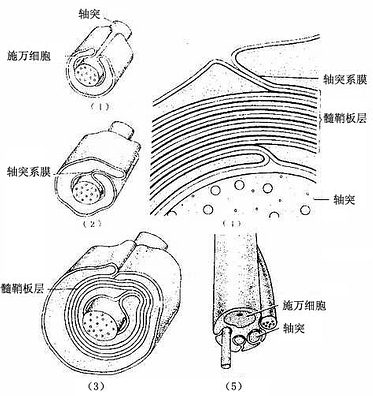 轴突
施万细胞
(1)
轴突系膜
(2)
髓鞘板层
(3)
轴突系膜
髓鞘板层
轴突
(4)
施万细胞
轴突
(5)